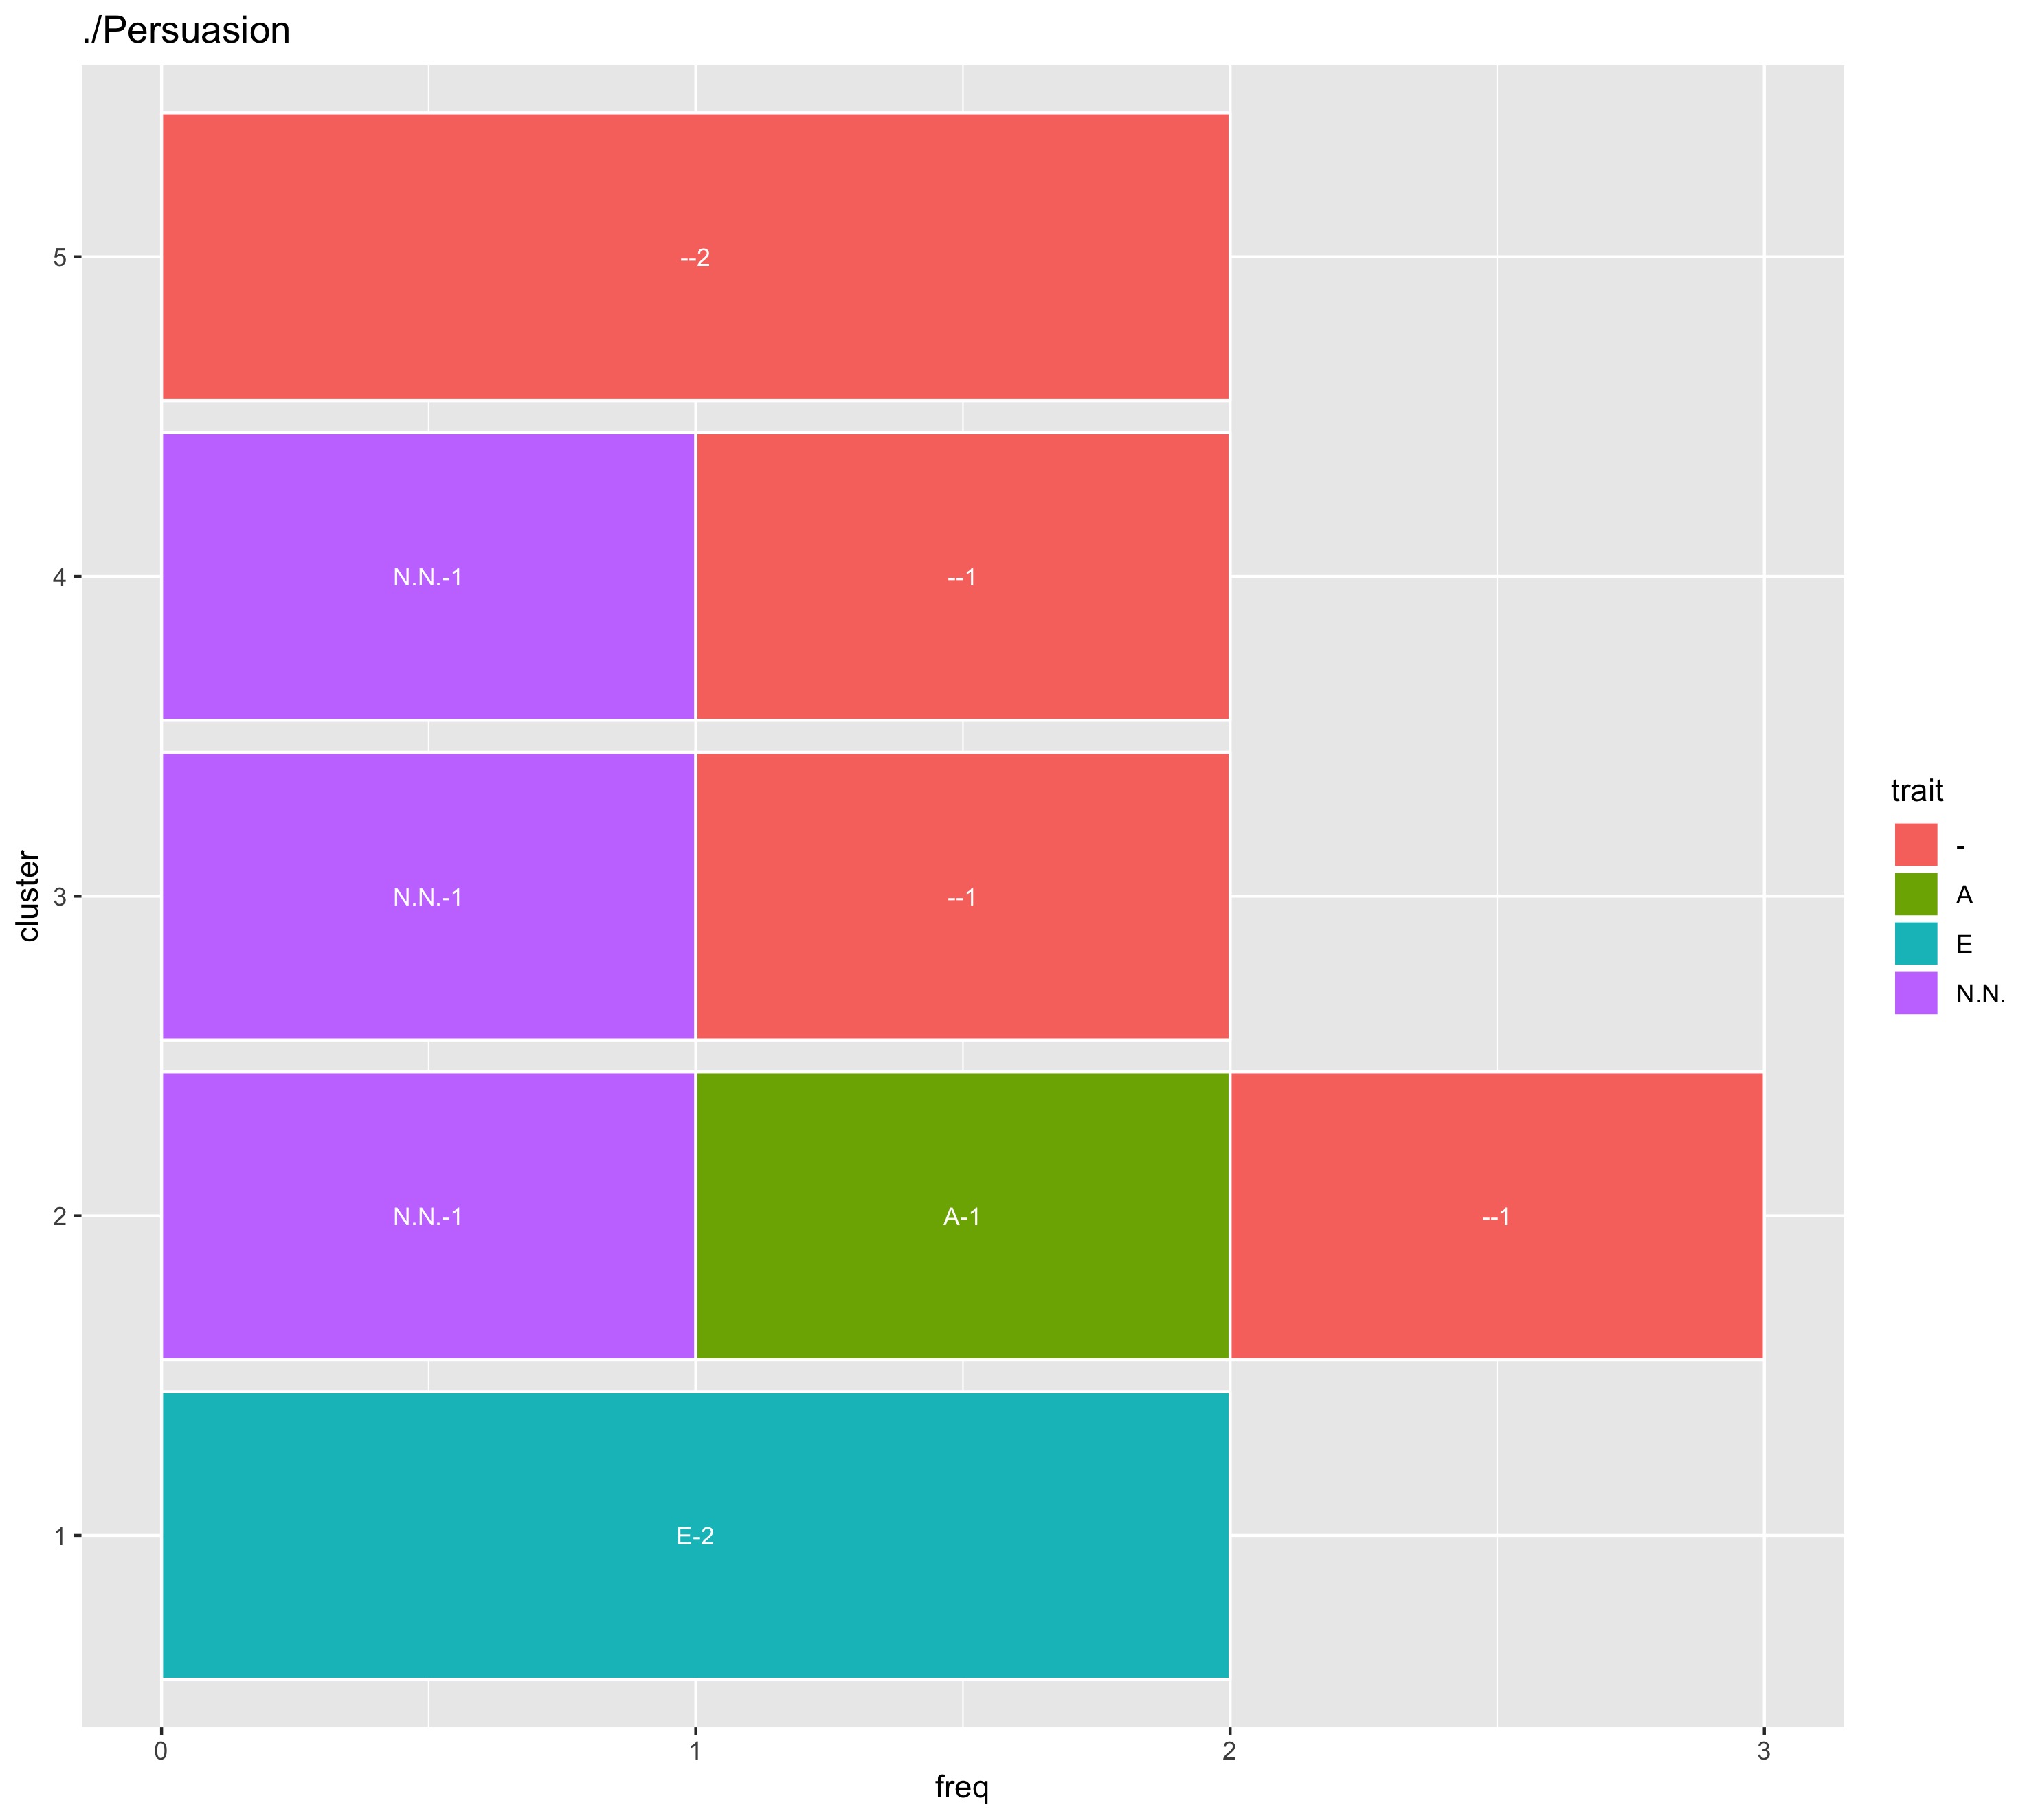 ./Persuasion
5
--2
4
N.N.-1 --1
3
N.N.-1 --1
2
N.N.-1 A-1 --1
1
E-2
0 1 2 3
freq
cluster
trait
-
A
E
N.N.